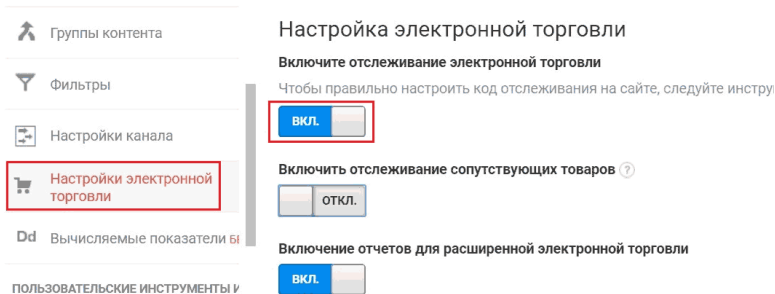 Группы контента
Фильтры
Настройки канала
Настройки электронной
торговли
Dd Вычисляемые показатели
ПОЛЬЗОВАТЕЛЬСКИЕ ИНСТРУМЕНТЫ И
Настройка электронной торговли
Включите отслеживание электронной торговли
Чтобы правильно настроить код отслеживания на сайте, следуйте
ВКЛ.
Включить отслеживание сопутствующих товаров ?
ОТКЛ.
Включение отчетов для расширенной электронной торговли
ВКЛ.